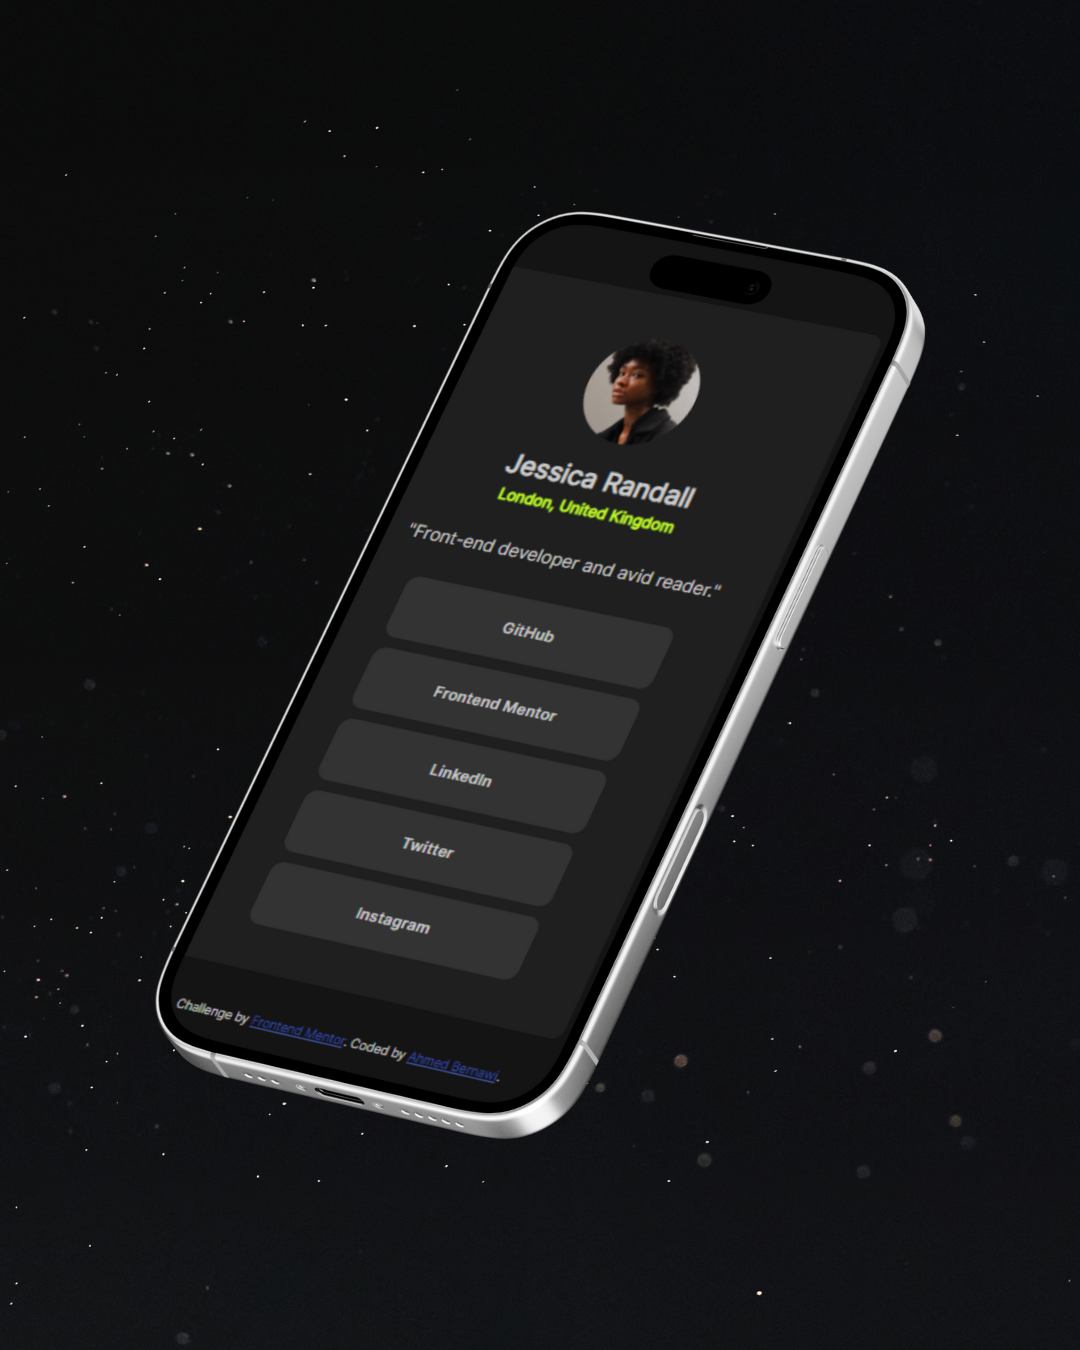 Jessica Randall
London, United Kingdom
"Front-end developer and avid reader."
GitHub
Frontend Mentor
LinkedIn
Twitter
Instagram
Challenge by Frontend Mentor. Coded by Ahmed Bernawi.